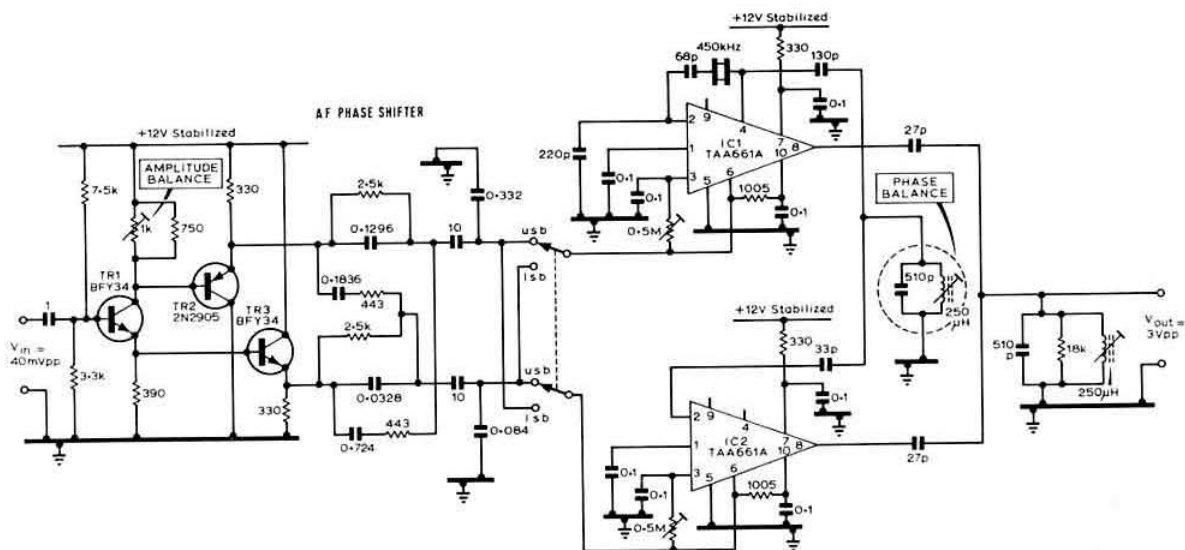 +12V Stabilized
330
450kHz
68p
130p
0·1
AF PHASE SHIFTER
9
2
4
IC1
TAA661A
7
10
8
1
3
5
6
220p
0·1
0·1
1005
0·1
0·5M
27p
PHASE
BALANCE
510p
250
µH
+12V Stabilized
AMPLITUDE
BALANCE
7·5k
1k
750
330
TR1
BFY34
TR2
2N2905
TR3
BFY34
1
Vin =
40mVpp
3·3k
390
330
2·5k
0·1296
0·1836
443
2·5k
0·0328
443
0·724
10
10
0·332
0·084
usb
lsb
usb
lsb
+12V Stabilized
330
33p
0·1
9
2
4
IC2
TAA661A
7
10
8
1
3
5
6
0·1
0·1
1005
0·1
0·5M
27p
510
p
18k
250µH
Vout =
3Vpp